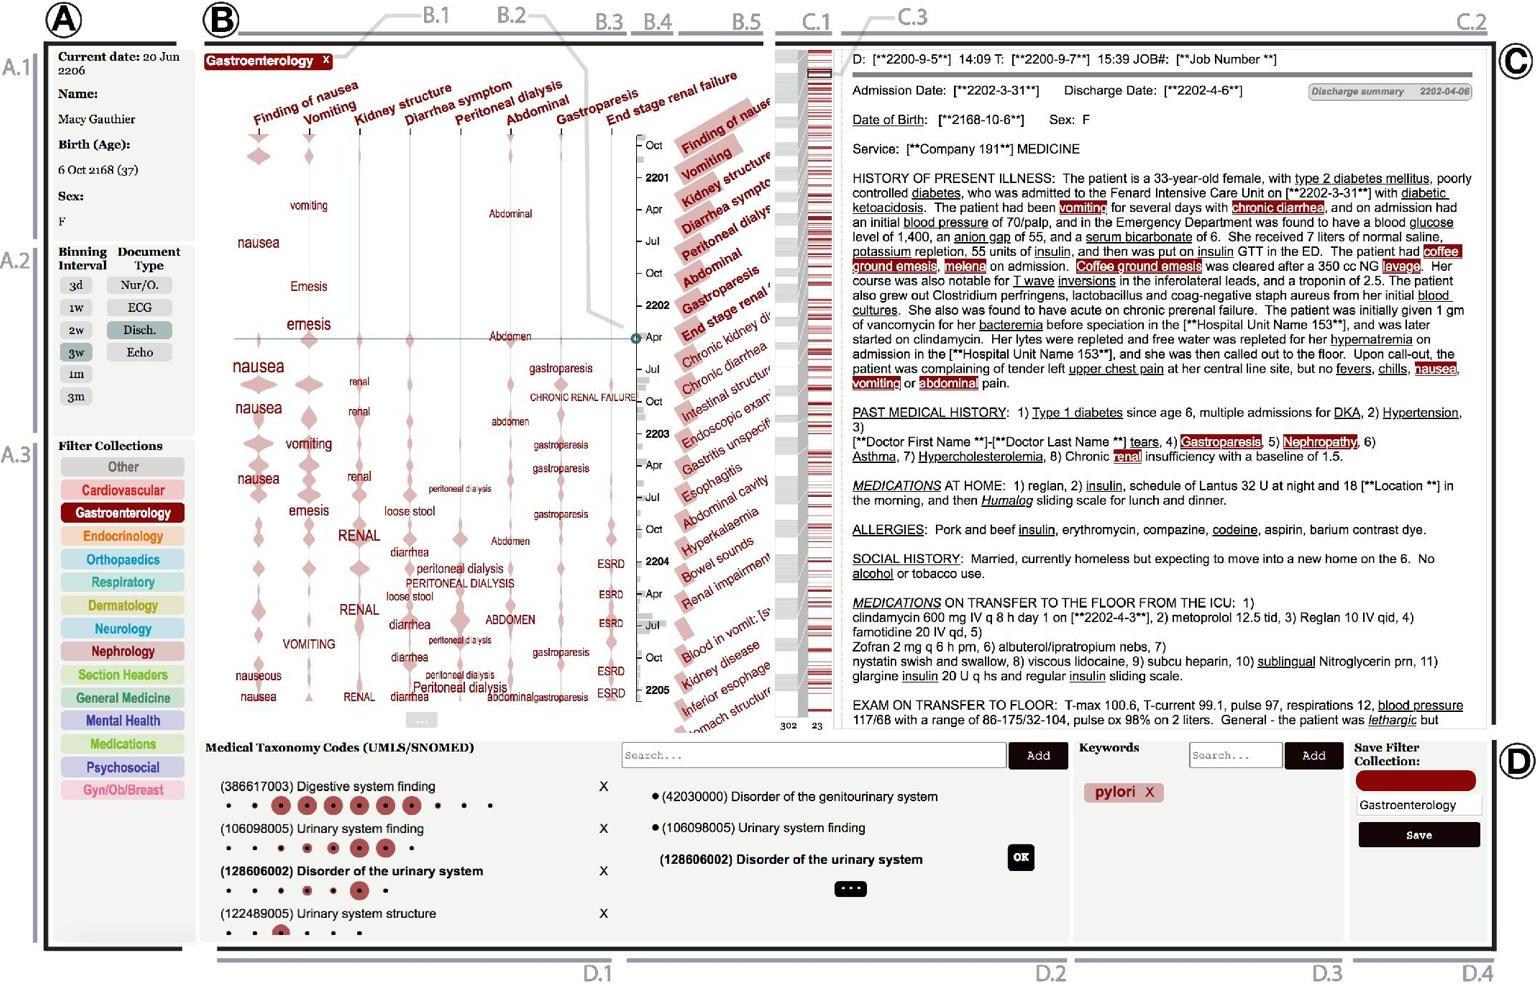 A
B
B.1
B.2
B.3
B.4
B.5
C.1
C.3
C.2
C
A.1
Current date: 20 Jun
2206
Name:
Macy Gauthier
Birth (Age):
6 Oct 2168 (37)
Sex:
F
A.2
Binning
Interval
Document
Type
3d
Nur/O.
1w
ECG
2w
Disch.
3w
Echo
1m
3m
A.3
Filter Collections
Other
Cardiovascular
Gastroenterology
Endocrinology
Orthopaedics
Respiratory
Dermatology
Neurology
Nephrology
Section Headers
General Medicine
Mental Health
Medications
Psychosocial
Gyn/Ob/Breast
Gastroenterology x
Finding of nausea
Vomiting
Kidney structure
Diarrhea symptom
Peritoneal dialysis
Abdominal
Gastroparesis
End stage renal failure
vomiting
Abdominal
nausea
Emesis
emesis
Abdomen
nausea
gastroparesis
renal
CHRONIC RENAL FAILURE
nausea
renal
abdomen
vomiting
gastroparesis
gastroparesis
nausea
renal
peritoneal dialysis
emesis
loose stool
gastroparesis
RENAL
Abdomen
diarrhea
ESRD
peritoneal dialysis
PERITONEAL DIALYSIS
loose stool
ESRD
RENAL
diarrhea
ABDOMEN
ESRD
VOMITING
peritoneal dialysis
gastroparesis
diarrhea
nauseous
peritoneal dialysis
ESRD
Peritoneal dialysis
nausea
RENAL
diarrhea
abdominal
gastroparesis
ESRD
...
Oct
2201
Apr
Jul
Oct
2202
Apr
Jul
Oct
2203
Apr
Jul
Oct
2204
Apr
Jul
Oct
2205
Finding of nause
Vomiting
Kidney structure
Diarrhea sympto
Peritoneal dialys
Abdominal
Gastroparesis
End stage renal
Chronic kidney di
Chronic diarrhea
Intestinal structur
Endoscopic exam
Gastritis unspecif
Esophagitis
Abdominal cavity
Hyperkalaemia
Bowel sounds
Renal impairment
Blood in vomit: [s
Kidney disease
Inferior esophage
tomach structure
302
23
D: [**2200-9-5**] 14:09 T: [**2200-9-7**] 15:39 JOB#: [**Job Number **]
Admission Date: [**2202-3-31**] Discharge Date: [**2202-4-6**]
Discharge summary 2202-04-06
Date of Birth: [**2168-10-6**] Sex: F
Service: [**Company 191**] MEDICINE
HISTORY OF PRESENT ILLNESS: The patient is a 33-year-old female, with type 2 diabetes mellitus, poorly
controlled diabetes, who was admitted to the Fenard Intensive Care Unit on [**2202-3-31**] with diabetic
ketoacidosis. The patient had been vomiting for several days with chronic diarrhea, and on admission had
an initial blood pressure of 70/palp, and in the Emergency Department was found to have a blood glucose
level of 1,400, an anion gap of 55, and a serum bicarbonate of 6. She received 7 liters of normal saline,
potassium repletion, 55 units of insulin, and then was put on insulin GTT in the ED. The patient had coffee
ground emesis, melena on admission. Coffee ground emesis was cleared after a 350 cc NG lavage. Her
course was also notable for T wave inversions in the inferolateral leads, and a troponin of 2.5. The patient
also grew out Clostridium perfringens, lactobacillus and coag-negative staph aureus from her initial blood
cultures. She also was found to have acute on chronic prerenal failure. The patient was initially given 1 gm
of vancomycin for her bacteremia before speciation in the [**Hospital Unit Name 153**], and was later
started on clindamycin. Her lytes were repleted and free water was repleted for her hypernatremia on
admission in the [**Hospital Unit Name 153**], and she was then called out to the floor. Upon call-out, the
patient was complaining of tender left upper chest pain at her central line site, but no fevers, chills, nausea,
vomiting or abdominal pain.
PAST MEDICAL HISTORY: 1) Type 1 diabetes since age 6, multiple admissions for DKA, 2) Hypertension,
3)
[**Doctor First Name **]-[**Doctor Last Name **] tears, 4) Gastroparesis, 5) Nephropathy, 6)
Asthma, 7) Hypercholesterolemia, 8) Chronic renal insufficiency with a baseline of 1.5.
MEDICATIONS AT HOME: 1) reglan, 2) insulin, schedule of Lantus 32 U at night and 18 [**Location **] in
the morning, and then Humalog sliding scale for lunch and dinner.
ALLERGIES: Pork and beef insulin, erythromycin, compazine, codeine, aspirin, barium contrast dye.
SOCIAL HISTORY: Married, currently homeless but expecting to move into a new home on the 6. No
alcohol or tobacco use.
MEDICATIONS ON TRANSFER TO THE FLOOR FROM THE ICU: 1)
clindamycin 600 mg IV q 8 h day 1 on [**2202-4-3**], 2) metoprolol 12.5 tid, 3) Reglan 10 IV qid, 4)
famotidine 20 IV qd, 5)
Zofran 2 mg q 6 h prn, 6) albuterol/ipratropium nebs, 7)
nystatin swish and swallow, 8) viscous lidocaine, 9) subcu heparin, 10) sublingual Nitroglycerin prn, 11)
glargine insulin 20 U q hs and regular insulin sliding scale.
EXAM ON TRANSFER TO FLOOR: T-max 100.6, T-current 99.1, pulse 97, respirations 12, blood pressure
117/68 with a range of 86-175/32-104, pulse ox 98% on 2 liters. General - the patient was lethargic but
D
Medical Taxonomy Codes (UMLS/SNOMED)
(386617003) Digestive system finding X
(106098005) Urinary system finding X
(128606002) Disorder of the urinary system X
(122489005) Urinary system structure X
Search...
Add
(42030000) Disorder of the genitourinary system
(106098005) Urinary system finding
(128606002) Disorder of the urinary system
OK
...
Keywords
Search...
Add
pylori X
Save Filter
Collection:
Gastroenterology
Save
D.1
D.2
D.3
D.4